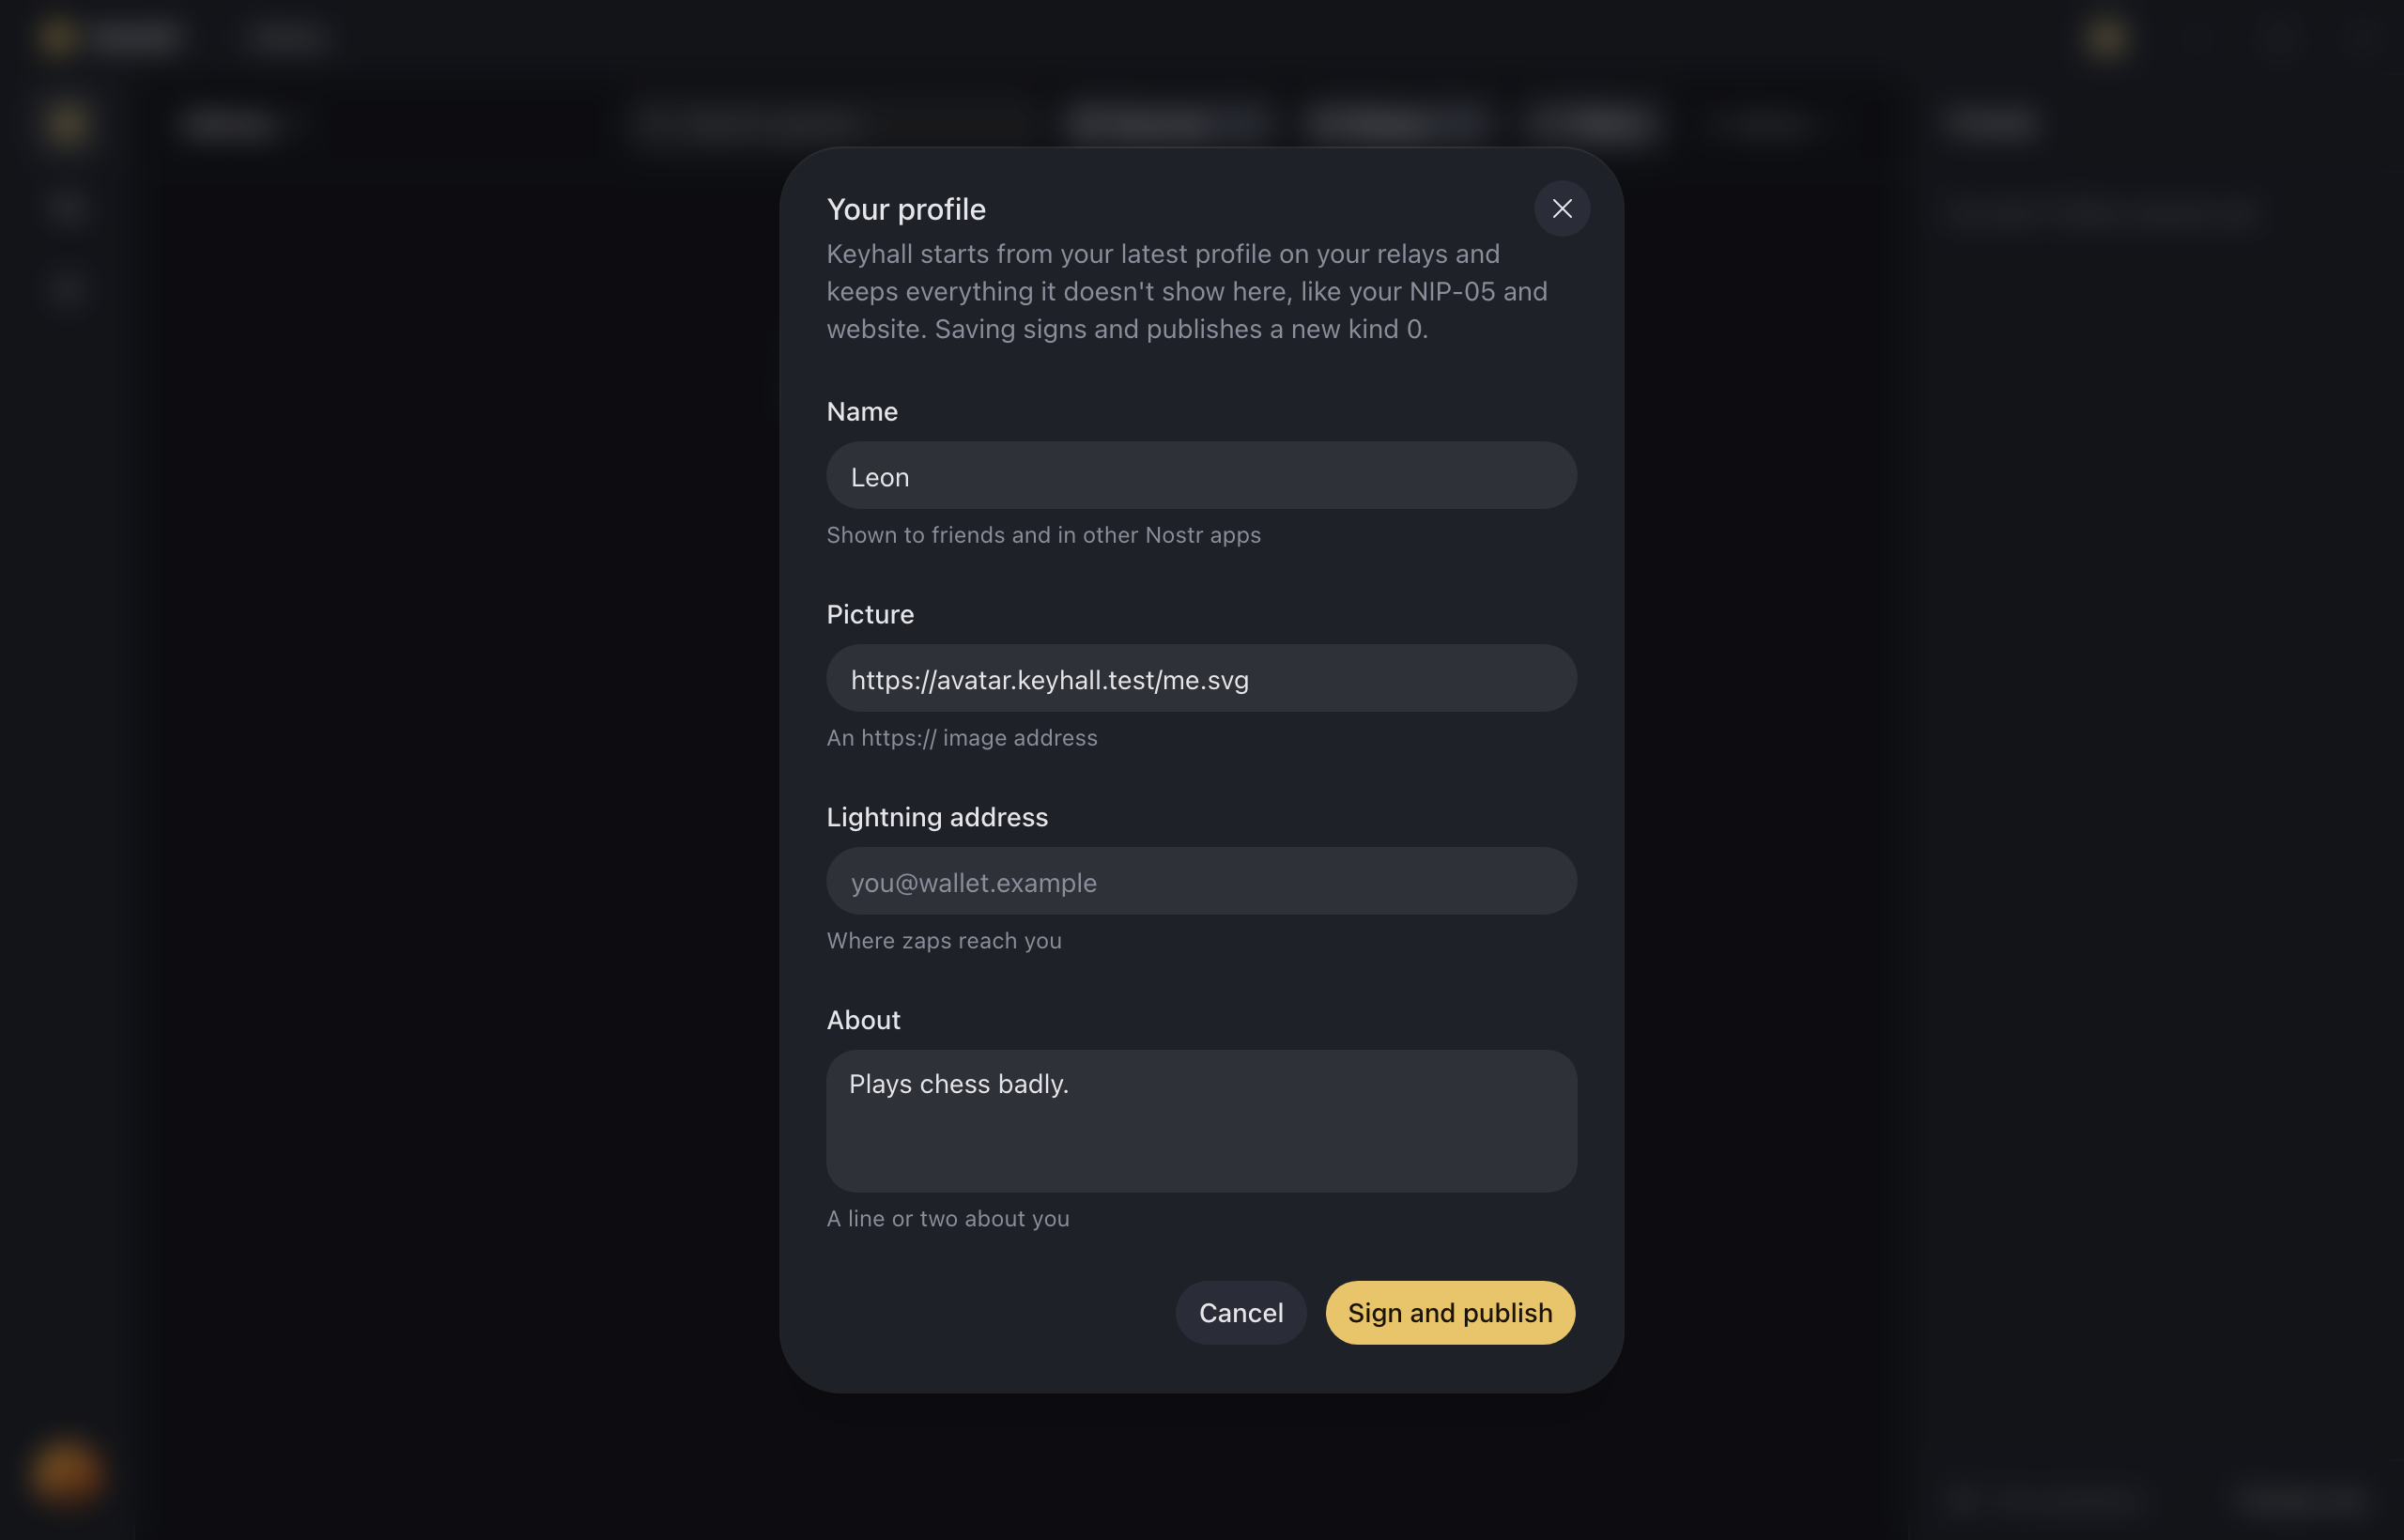 Your profile
Keyhall starts from your latest profile on your relays and
keeps everything it doesn't show here, like your NIP-05 and
website. Saving signs and publishes a new kind 0.
Name
Leon
Shown to friends and in other Nostr apps
Picture
https://avatar.keyhall.test/me.svg
An https:// image address
Lightning address
you@wallet.example
Where zaps reach you
About
Plays chess badly.
A line or two about you
Cancel
Sign and publish